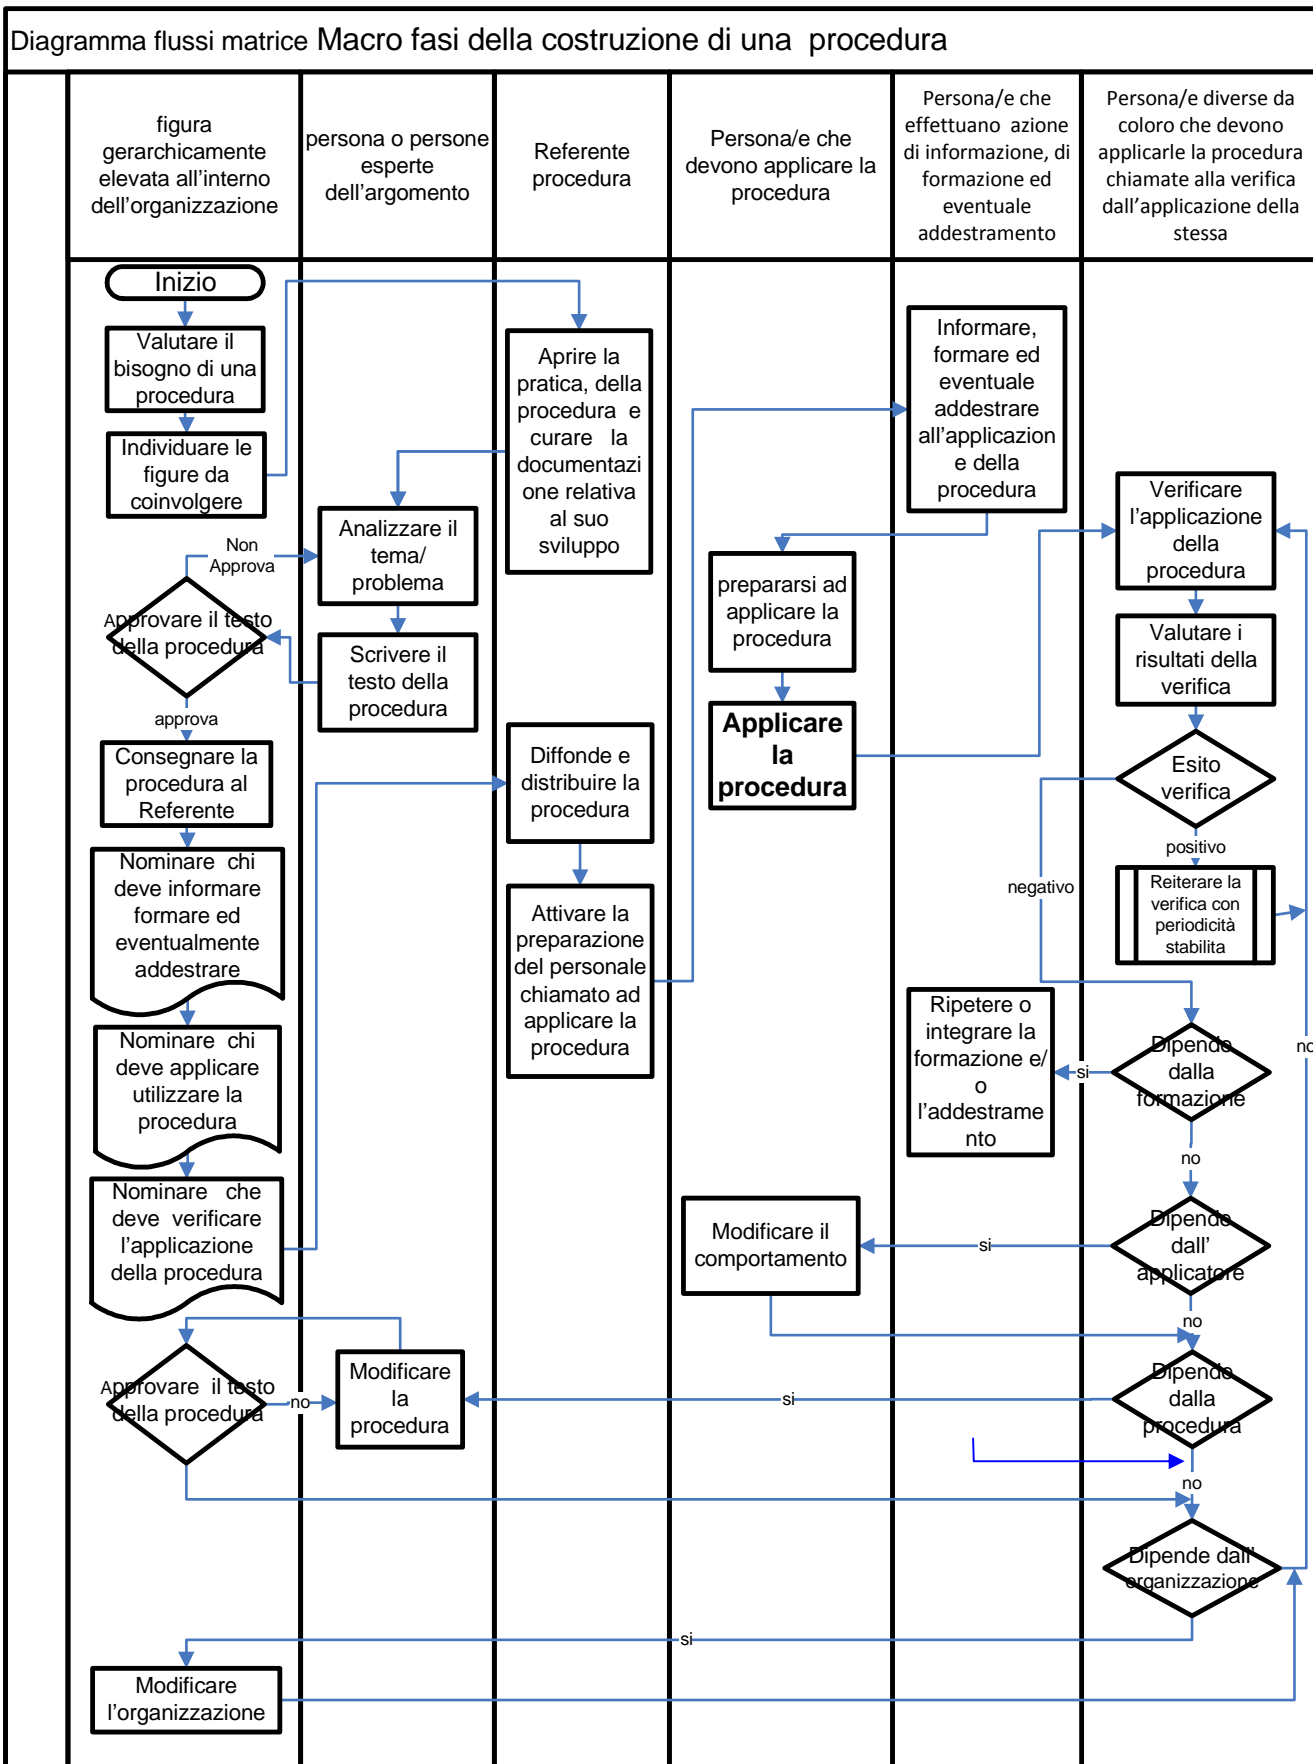 Diagramma flussi matrice Macro fasi della costruzione di una procedura
figura
gerarchicamente
elevata all'interno
dell'organizzazione
persona o persone
esperte
dell'argomento
Referente
procedura
Persona/e che
devono applicare la
procedura
Persona/e che
effettuano azione
di informazione, di
formazione ed
eventuale
addestramento
Persona/e diverse da
coloro che devono
applicarle la procedura
chiamate alla verifica
dall'applicazione della
stessa
Inizio
Valutare il
bisogno di una
procedura
Individuare le
figure da
coinvolgere
Non
Approva
Approvare il testo
della procedura
approva
Consegnare la
procedura al
Referente
Nominare chi
deve informare
formare ed
eventualmente
addestrare
Nominare chi
deve applicare
utilizzare la
procedura
Nominare che
deve verificare
l'applicazione
della procedura
Approvare il testo
della procedura
no
Modificare
l'organizzazione
Analizzare il
tema/
problema
Scrivere il
testo della
procedura
Modificare
la
procedura
Aprire la
pratica, della
procedura e
curare la
documentazi
one relativa
al suo
sviluppo
Diffonde e
distribuire la
procedura
Attivare la
preparazione
del personale
chiamato ad
applicare la
procedura
prepararsi ad
applicare la
procedura
Applicare
la
procedura
Modificare il
comportamento
Informare,
formare ed
eventuale
addestrare
all'applicazion
e della
procedura
Ripetere o
integrare la
formazione e/
o
l'addestrame
nto
Verificare
l'applicazione
della
procedura
Valutare i
risultati della
verifica
Esito
verifica
positivo
negativo
Reiterare la
verifica con
periodicità
stabilita
Dipende
dalla
formazione
si
no
no
Dipende
dall'
applicatore
si
no
Dipende
dalla
procedura
si
no
Dipende dall'
organizzazione
si